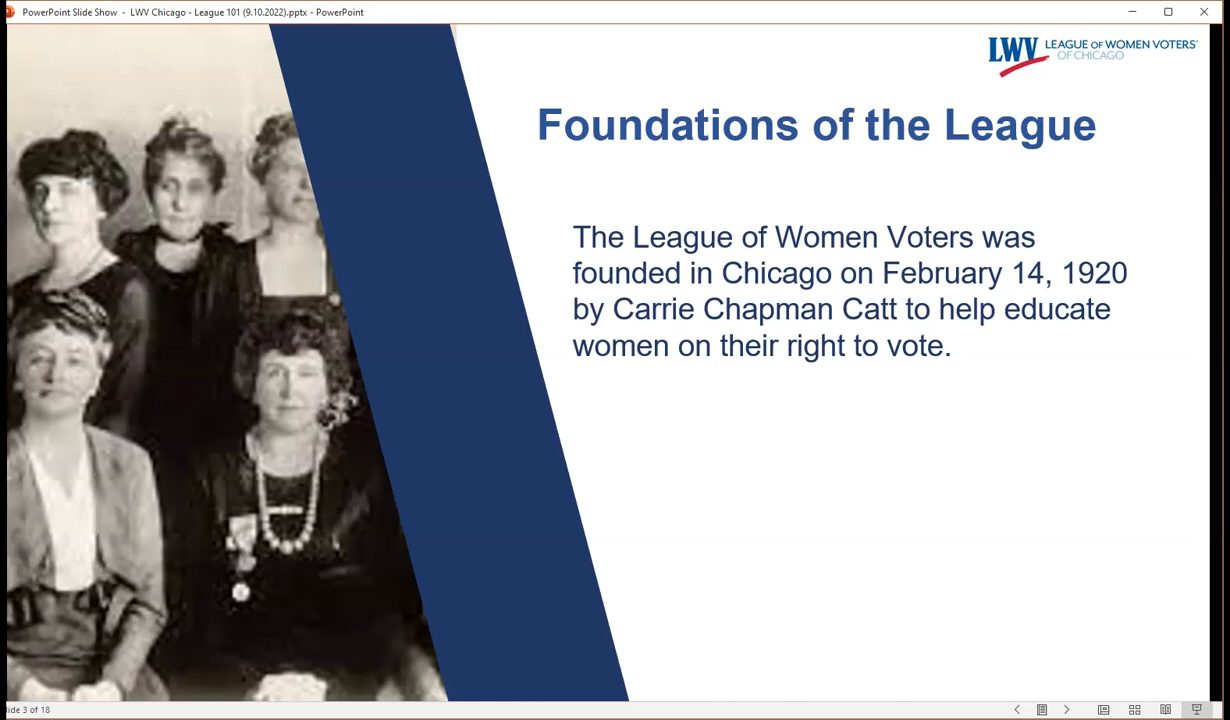 PowerPoint Slide Show - LWV Chicago - League 101 (9.10.2022).pptx - PowerPoint
LWV LEAGUE OF WOMEN VOTERS®
OF CHICAGO
Foundations of the League
The League of Women Voters was
founded in Chicago on February 14, 1920
by Carrie Chapman Catt to help educate
women on their right to vote.
lide 3 of 18